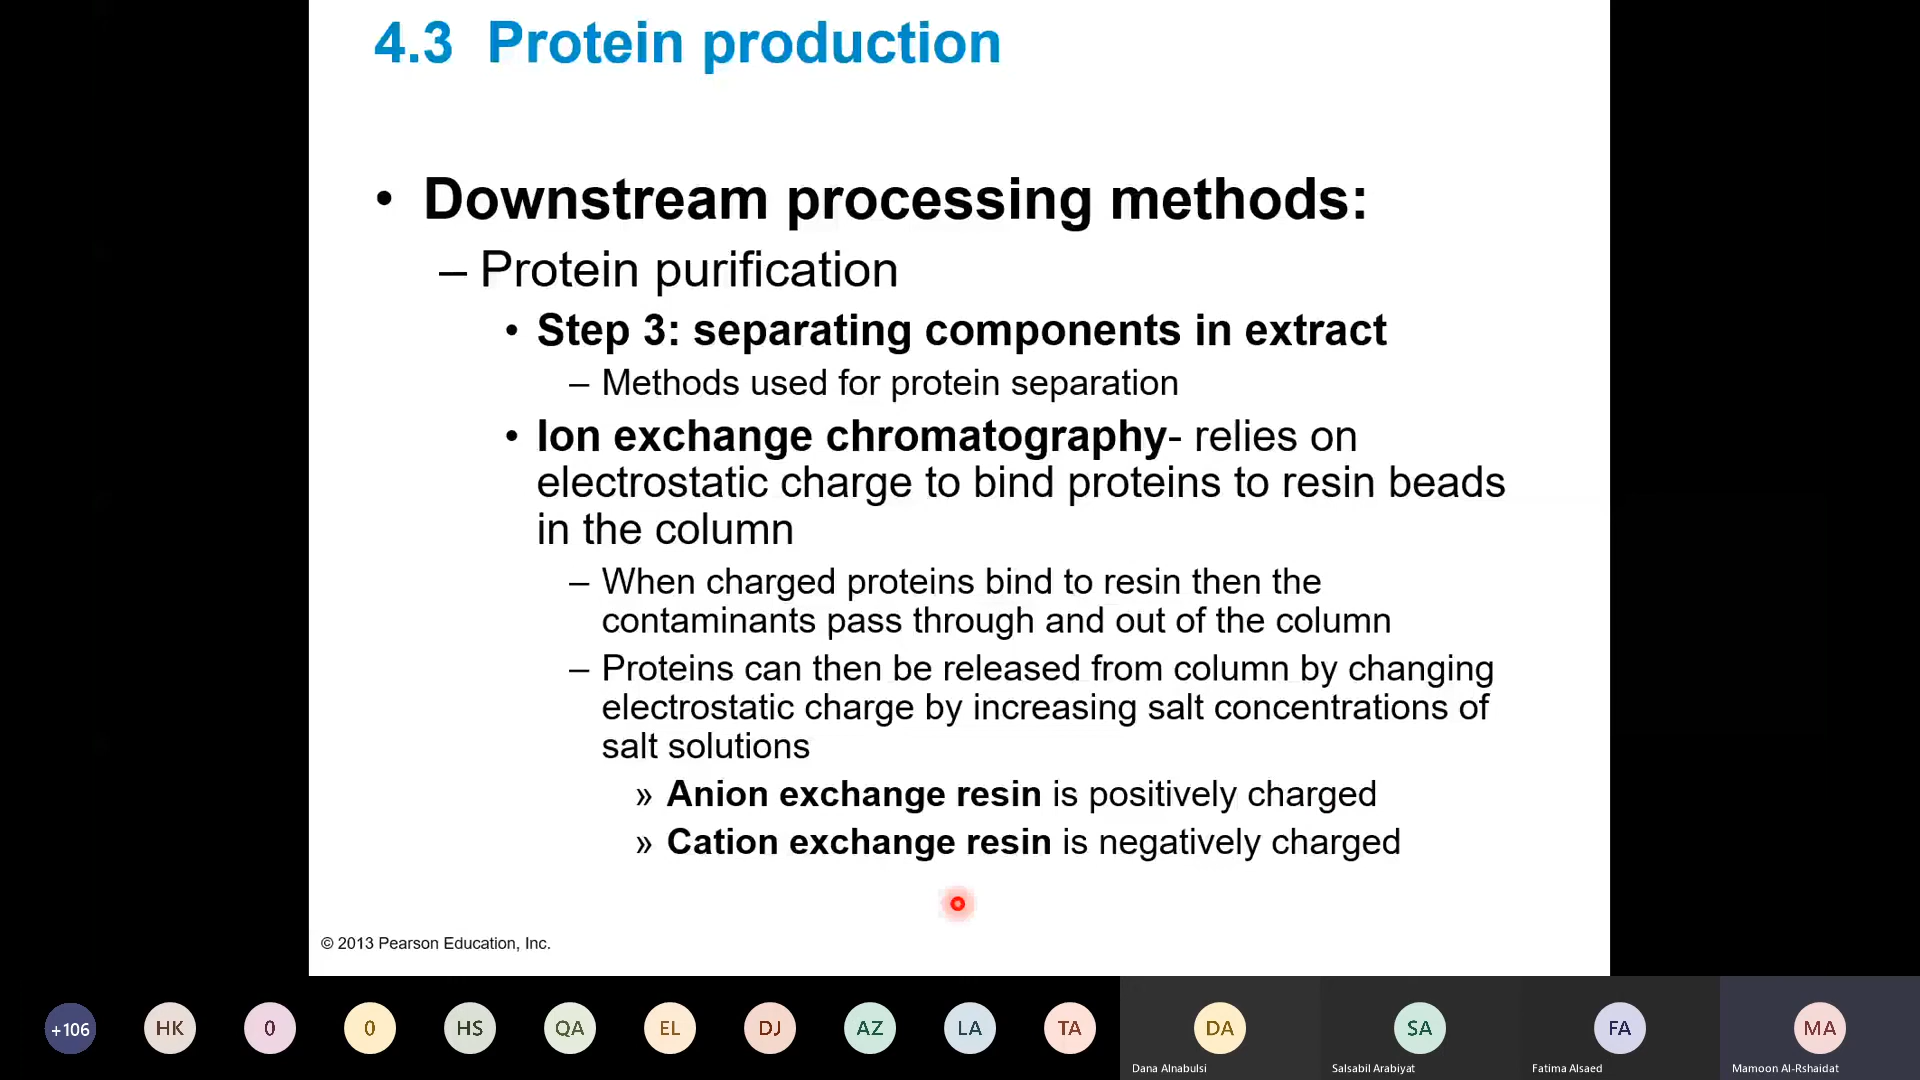 4.3 Protein production
• Downstream processing methods:
– Protein purification
• Step 3: separating components in extract
– Methods used for protein separation
• Ion exchange chromatography- relies on
electrostatic charge to bind proteins to resin beads
in the column
– When charged proteins bind to resin then the
contaminants pass through and out of the column
– Proteins can then be released from column by changing
electrostatic charge by increasing salt concentrations of
salt solutions
» Anion exchange resin is positively charged
» Cation exchange resin is negatively charged
© 2013 Pearson Education, Inc.
+106 HK 0 0 HS QA EL DJ AZ LA TA DA SA FA MA
Dana Alnabulsi Salsabil Arabiyat Fatima Alsaed Mamoon Al-Rshaidat